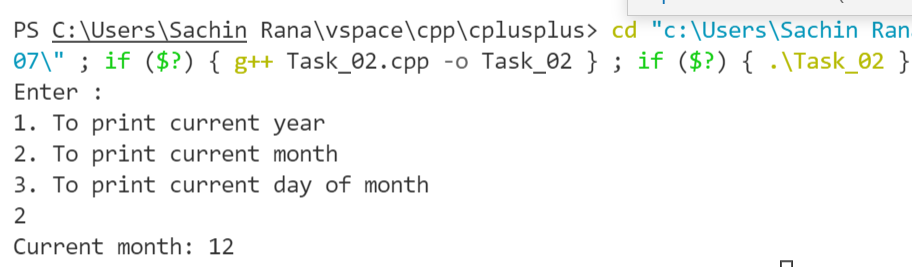 PS C:\Users\Sachin Rana\vspace\cpp\cplusplus> cd "c:\Users\Sachin Ran
07\" ; if ($?) { g++ Task_02.cpp -o Task_02 } ; if ($?) { .\Task_02 }
Enter :
1. To print current year
2. To print current month
3. To print current day of month
2
Current month: 12